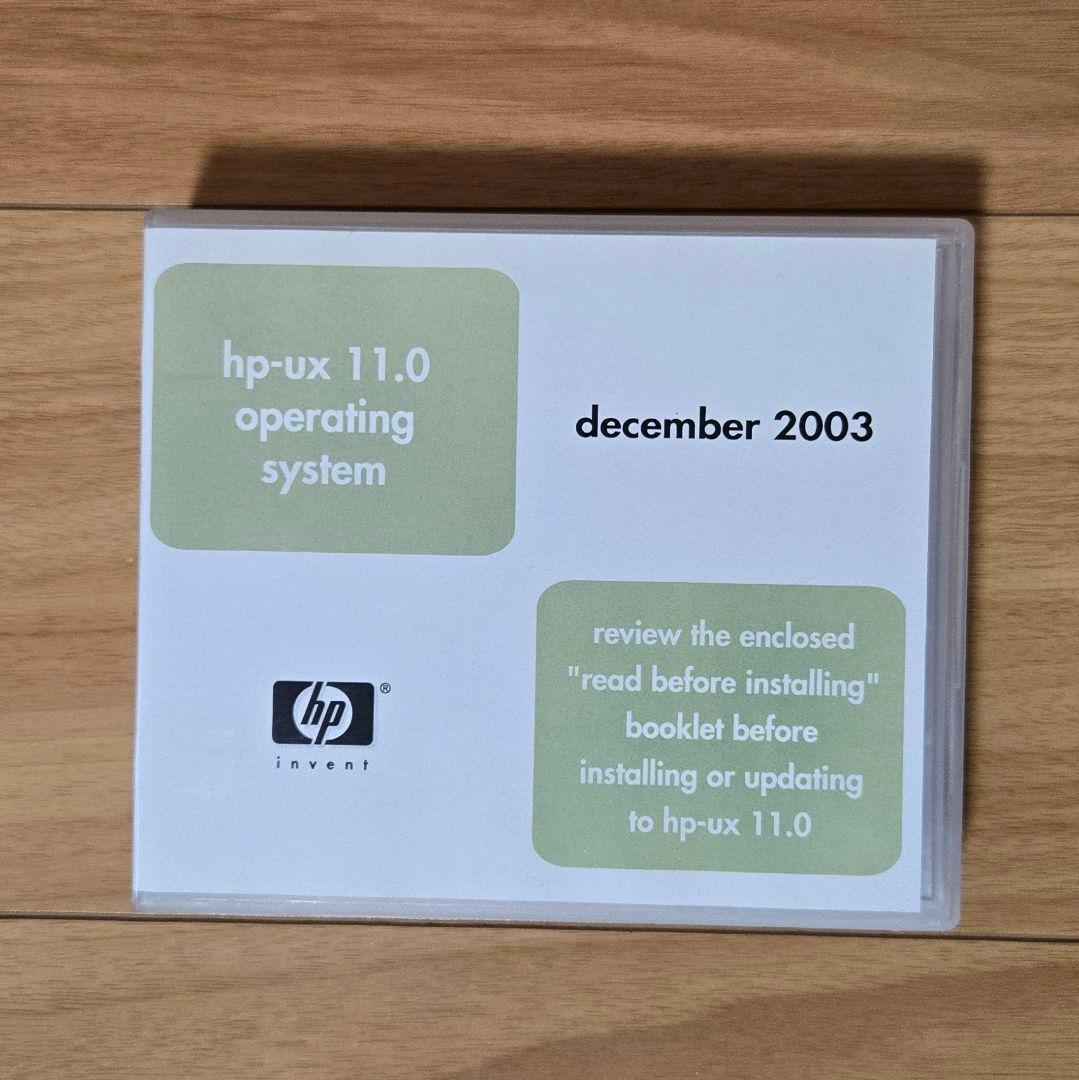 hp-ux 11.0
operating
system
december 2003
hp®
invent
review the enclosed
"read before installing"
booklet before
installing or updating
to hp-ux 11.0